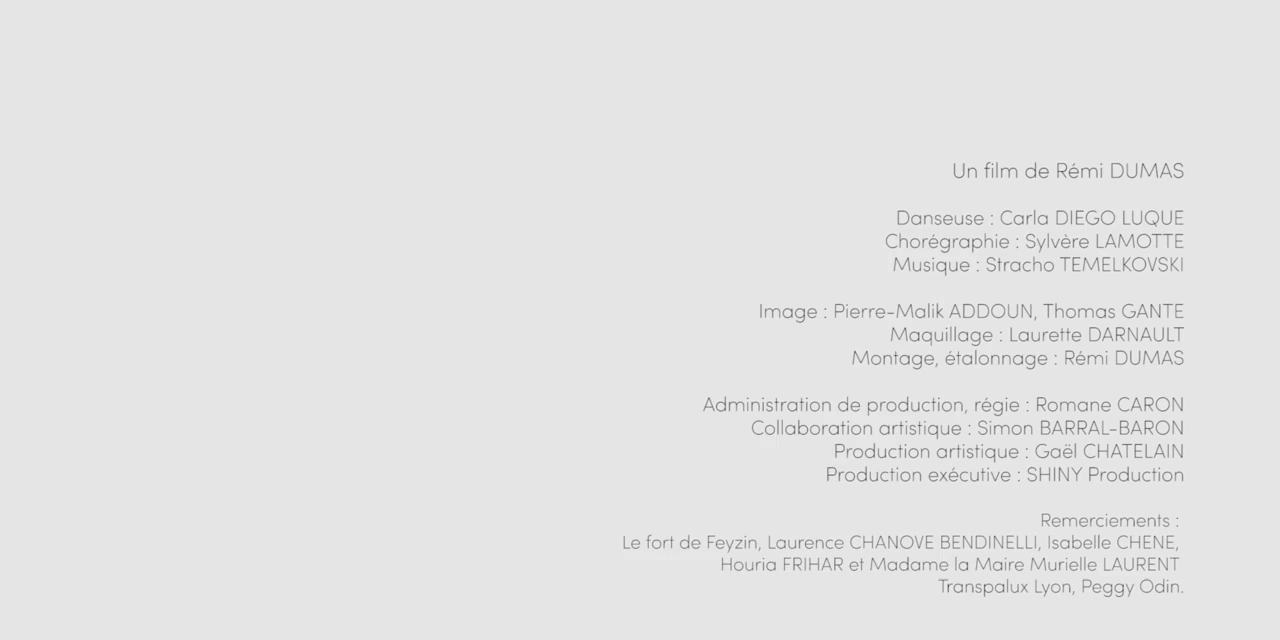 Un film de Rémi DUMAS
Danseuse : Carla DIEGO LUQUE
Chorégraphie : Sylvère LAMOTTE
Musique : Stracho TEMELKOVSKI
Image : Pierre-Malik ADDOUN, Thomas GANTE
Maquillage : Laurette DARNAULT
Montage, étalonnage : Rémi DUMAS
Administration de production, régie : Romane CARON
Collaboration artistique : Simon BARRAL-BARON
Production artistique : Gaël CHATELAIN
Production exécutive : SHINY Production
Remerciements :
Le fort de Feyzin, Laurence CHANOVE BENDINELLI, Isabelle CHENE,
Houria FRIHAR et Madame la Maire Murielle LAURENT
Transpalux Lyon, Peggy Odin.